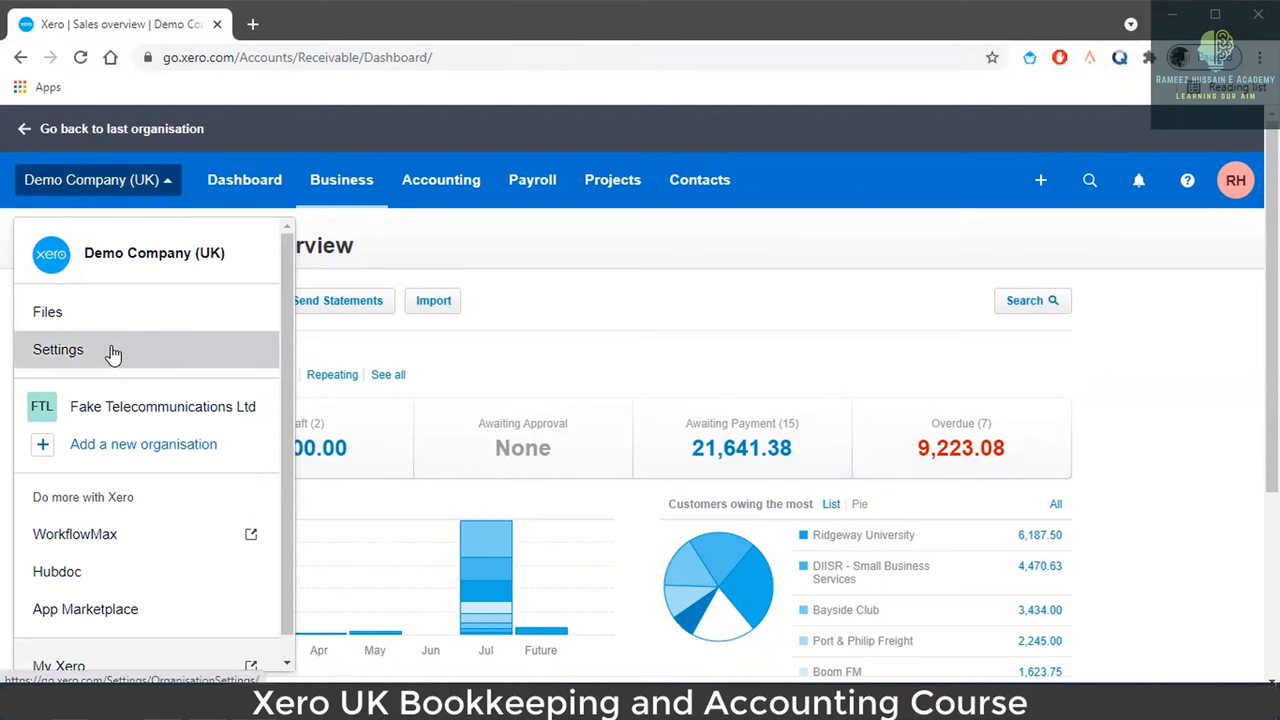 Xero | Sales overview | Demo Co
go.xero.com/Accounts/Receivable/Dashboard/
Apps
Reading list
RAMEEZ HUSSAIN E ACADEMY
LEARNING OUR AIM
Go back to last organisation
Demo Company (UK)
Dashboard
Business
Accounting
Payroll
Projects
Contacts
RH
xero
Demo Company (UK)
rview
Files
Send Statements
Import
Search
Settings
Repeating
See all
FTL
Fake Telecommunications Ltd
Add a new organisation
aft (2)
00.00
Awaiting Approval
None
Awaiting Payment (15)
21,641.38
Overdue (7)
9,223.08
Do more with Xero
WorkflowMax
Hubdoc
App Marketplace
My Xero
Customers owing the most
List
Pie
All
Ridgeway University 6,187.50
DIISR - Small Business 4,470.63
Services
Bayside Club 3,434.00
Port & Philip Freight 2,245.00
Boom FM 1,623.75
Apr
May
Jun
Jul
Future
https://go.xero.com/Settings/OrganisationSettings/
Xero UK Bookkeeping and Accounting Course